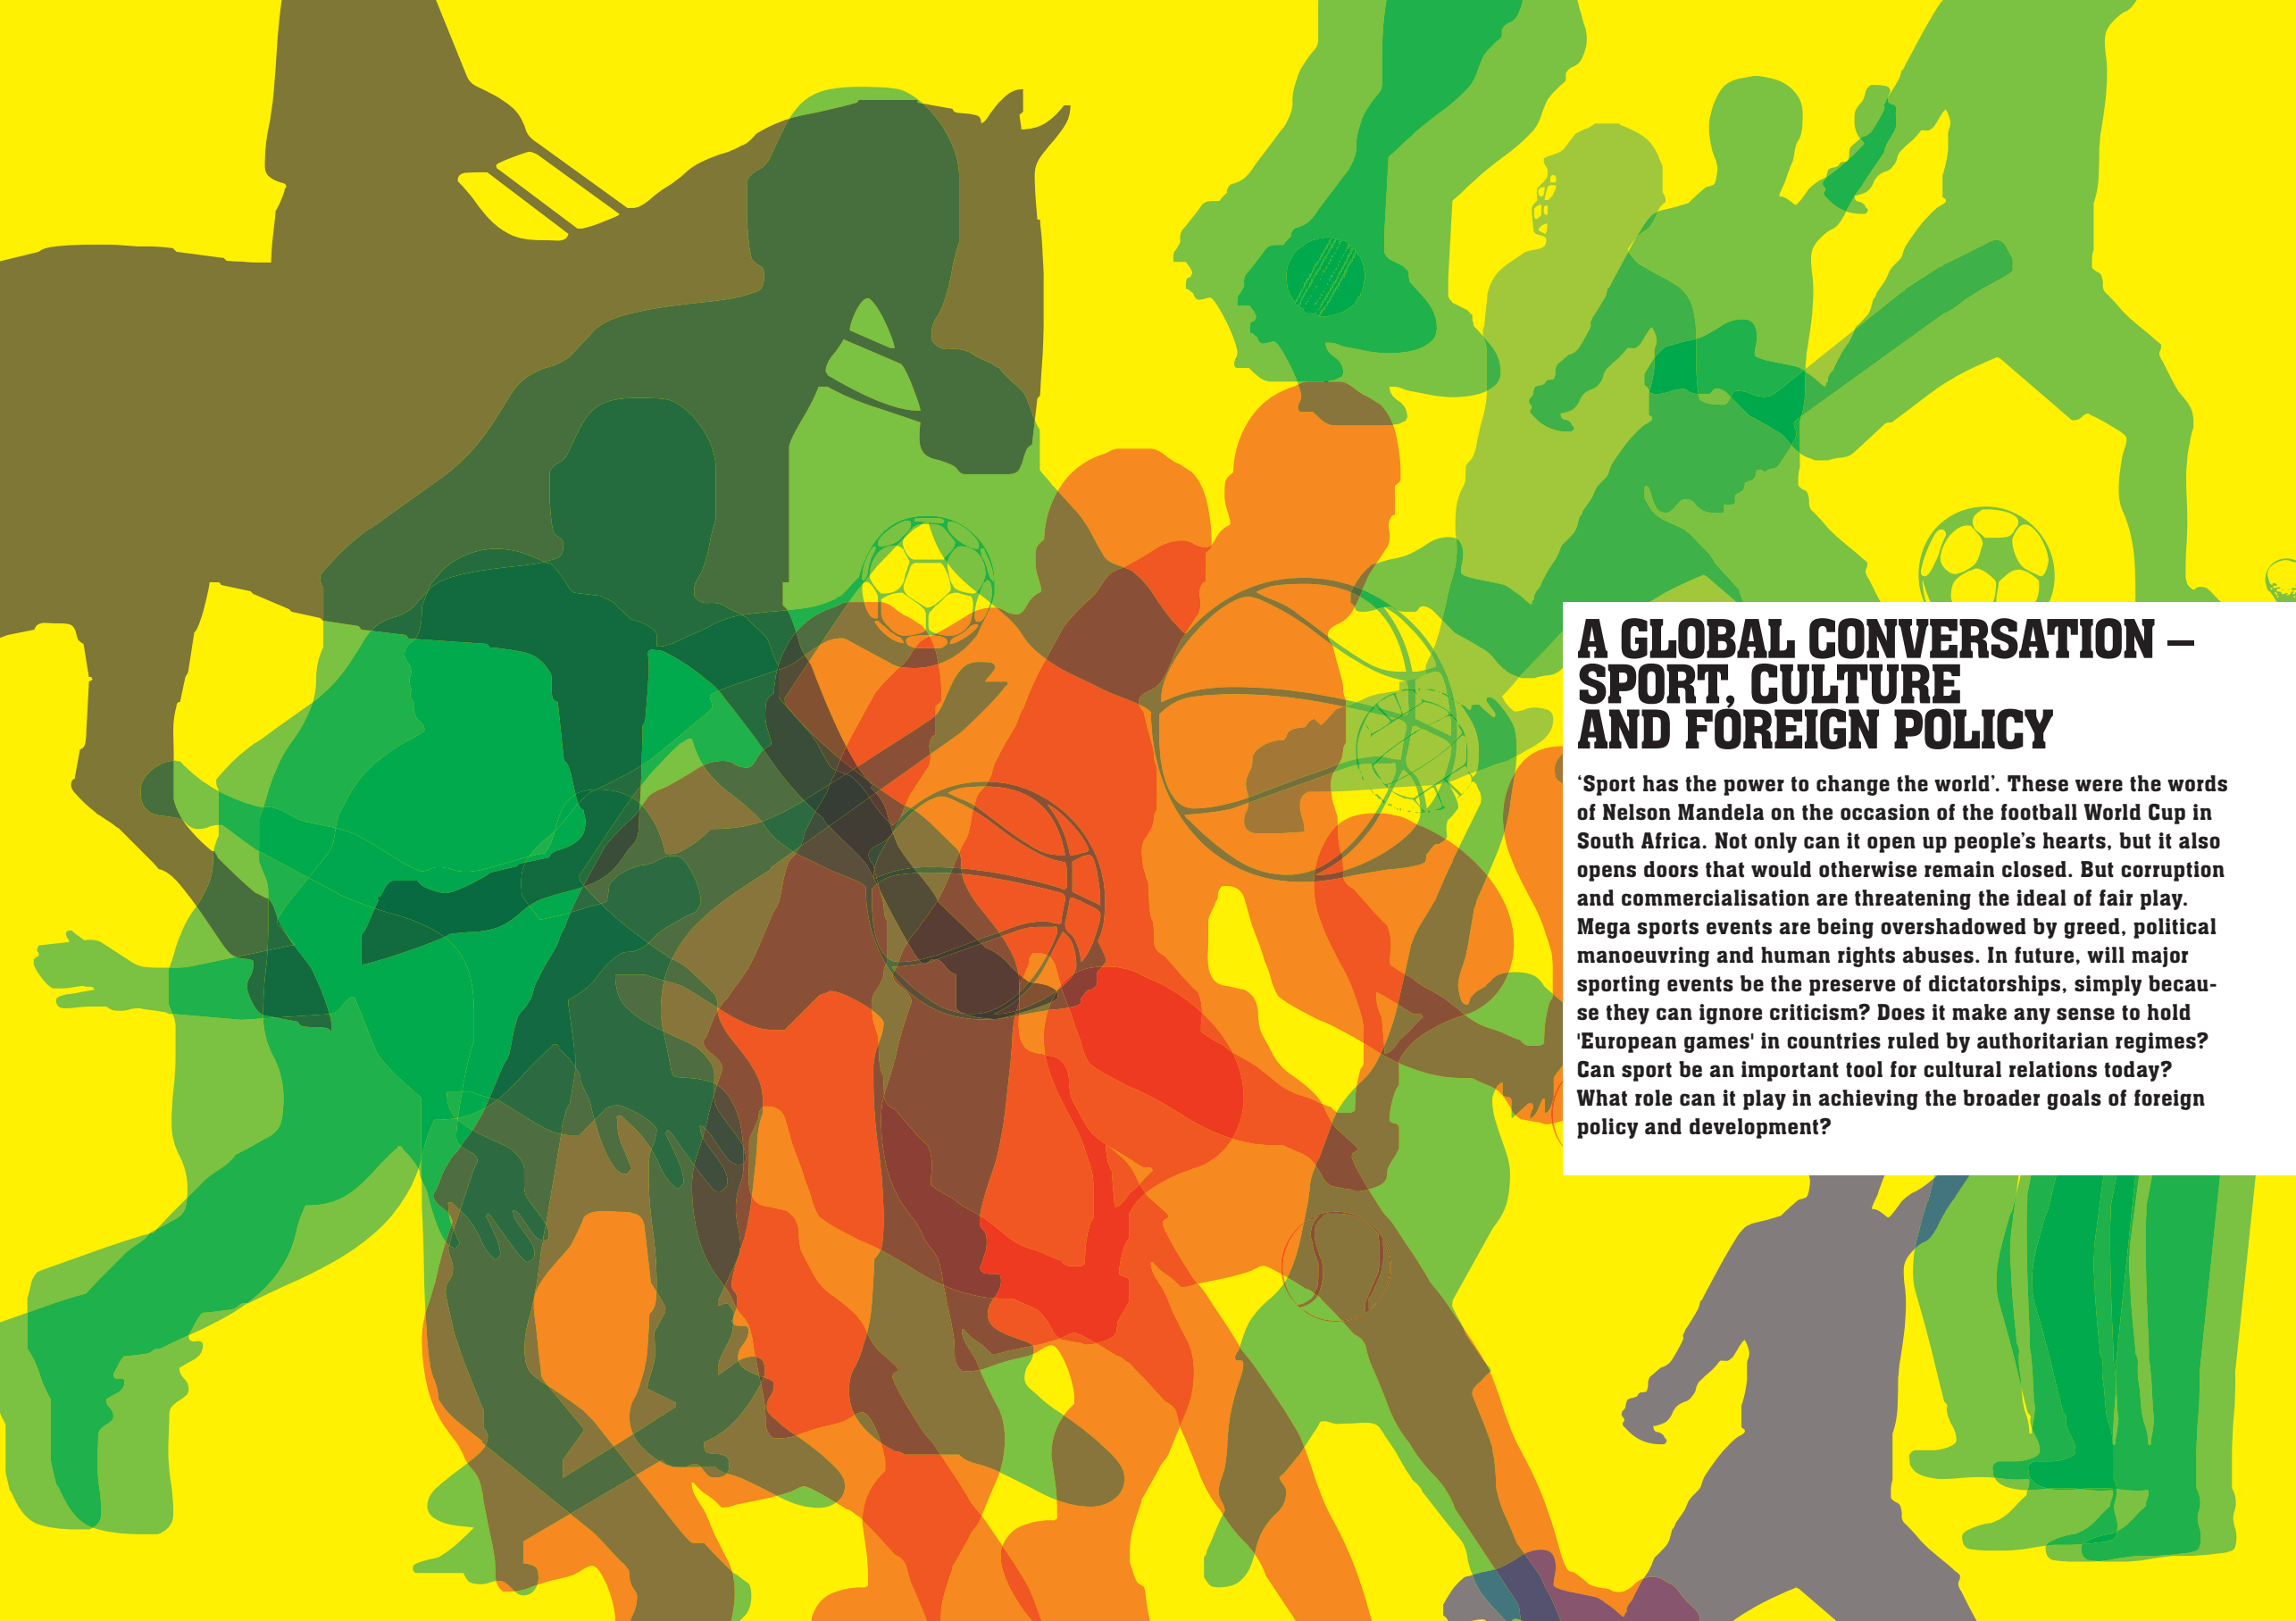 A GLOBAL CONVERSATION –
SPORT, CULTURE
AND FOREIGN POLICY
‘Sport has the power to change the world’. These were the words
of Nelson Mandela on the occasion of the football World Cup in
South Africa. Not only can it open up people’s hearts, but it also
opens doors that would otherwise remain closed. But corruption
and commercialisation are threatening the ideal of fair play.
Mega sports events are being overshadowed by greed, political
manoeuvring and human rights abuses. In future, will major
sporting events be the preserve of dictatorships, simply becau-
se they can ignore criticism? Does it make any sense to hold
'European games' in countries ruled by authoritarian regimes?
Can sport be an important tool for cultural relations today?
What role can it play in achieving the broader goals of foreign
policy and development?